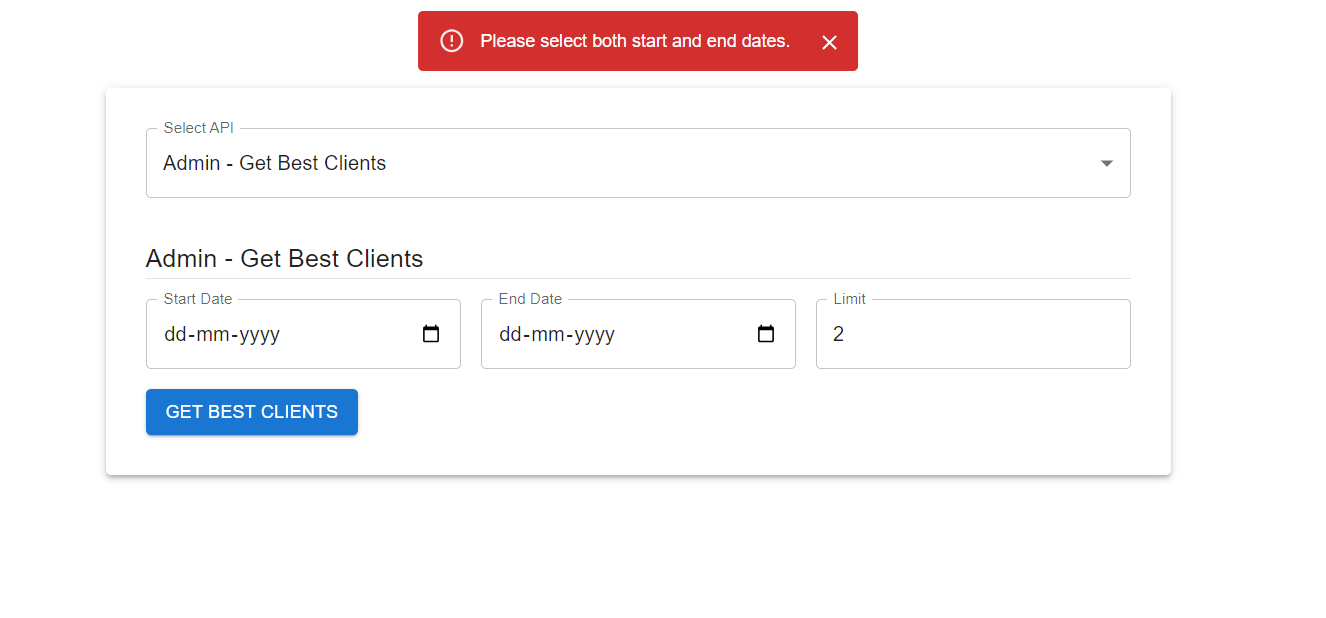 Please select both start and end dates.
Select API
Admin - Get Best Clients
Admin - Get Best Clients
Start Date
End Date
Limit
dd-mm-yyyy
dd-mm-yyyy
2
GET BEST CLIENTS